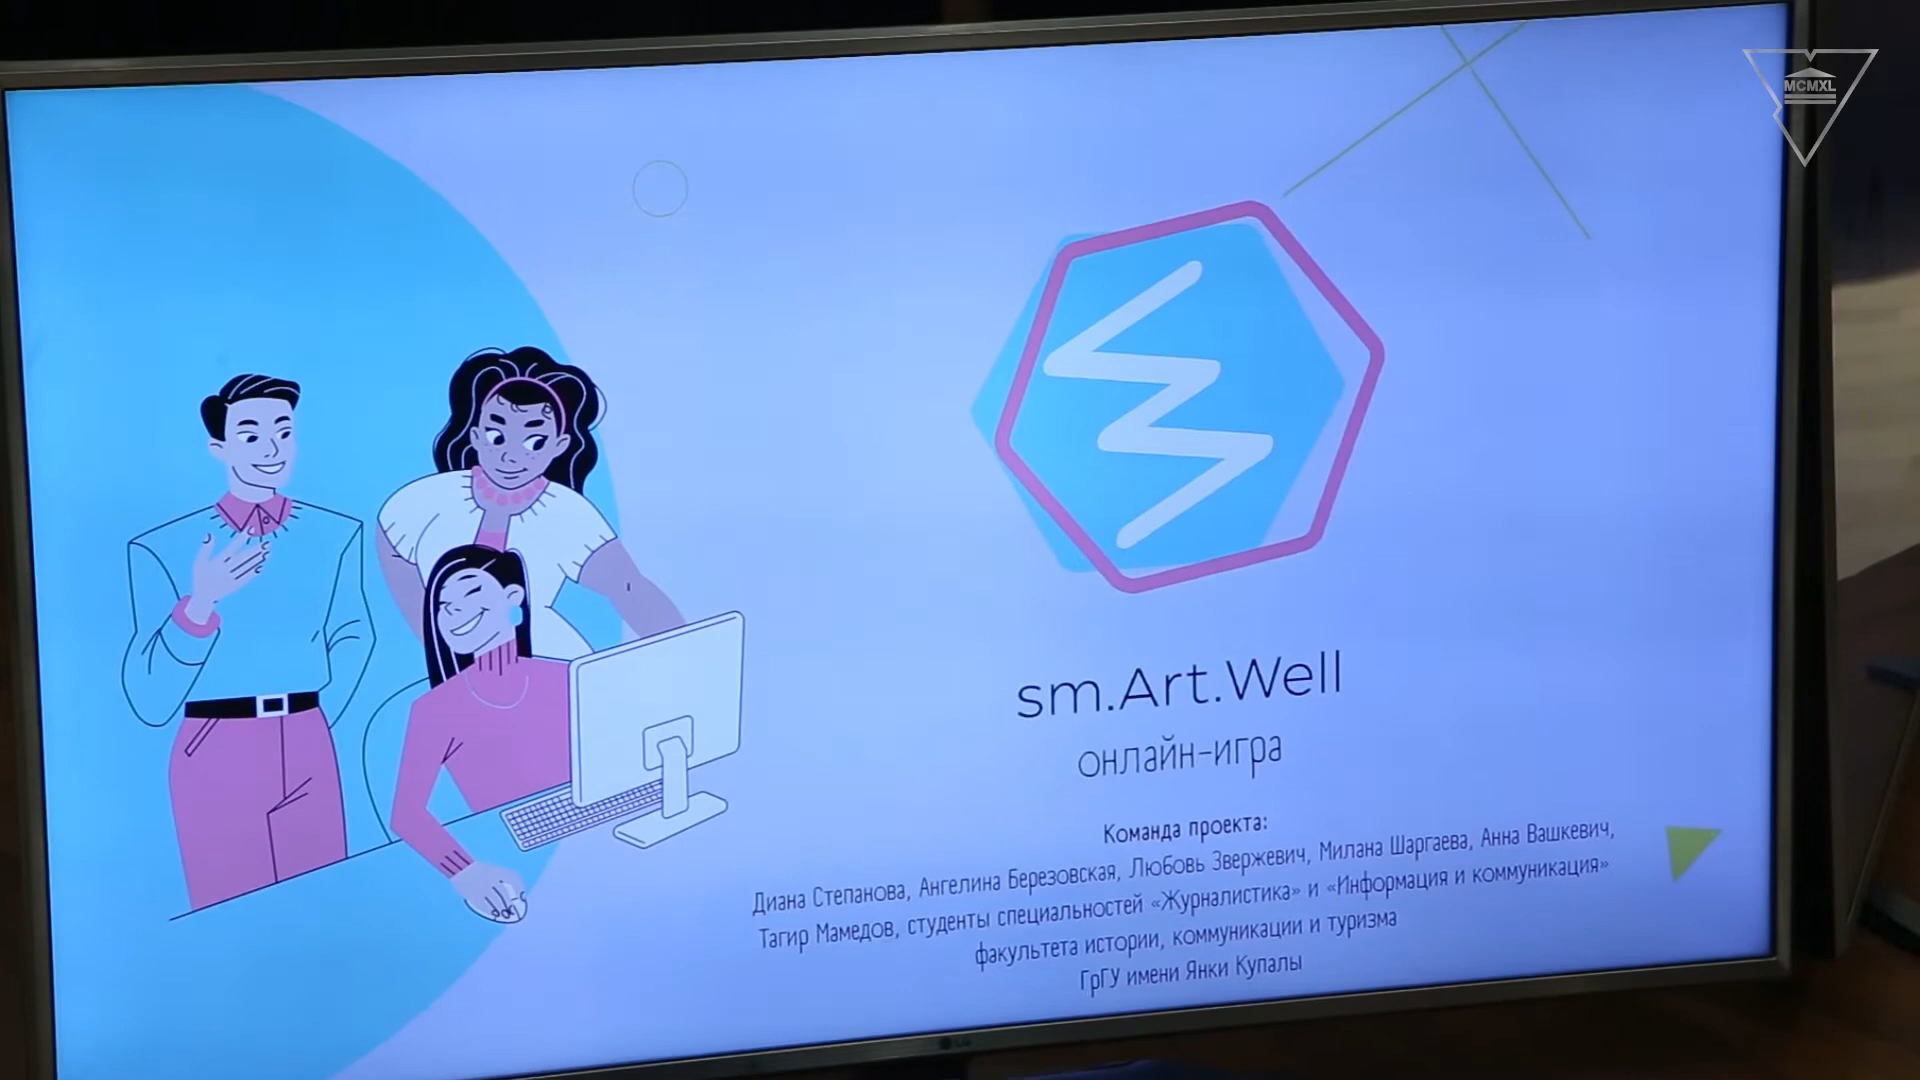 MCMXL
sm.Art.Well
онлайн-игра
Команда проекта:
Диана Степанова, Ангелина Березовская, Любовь Звержевич, Милана Шаргаева, Анна Вашкевич,
Тагир Мамедов, студенты специальностей «Журналистика» и «Информация и коммуникация»
факультета истории, коммуникации и туризма
ГрГУ имени Янки Купалы
LG